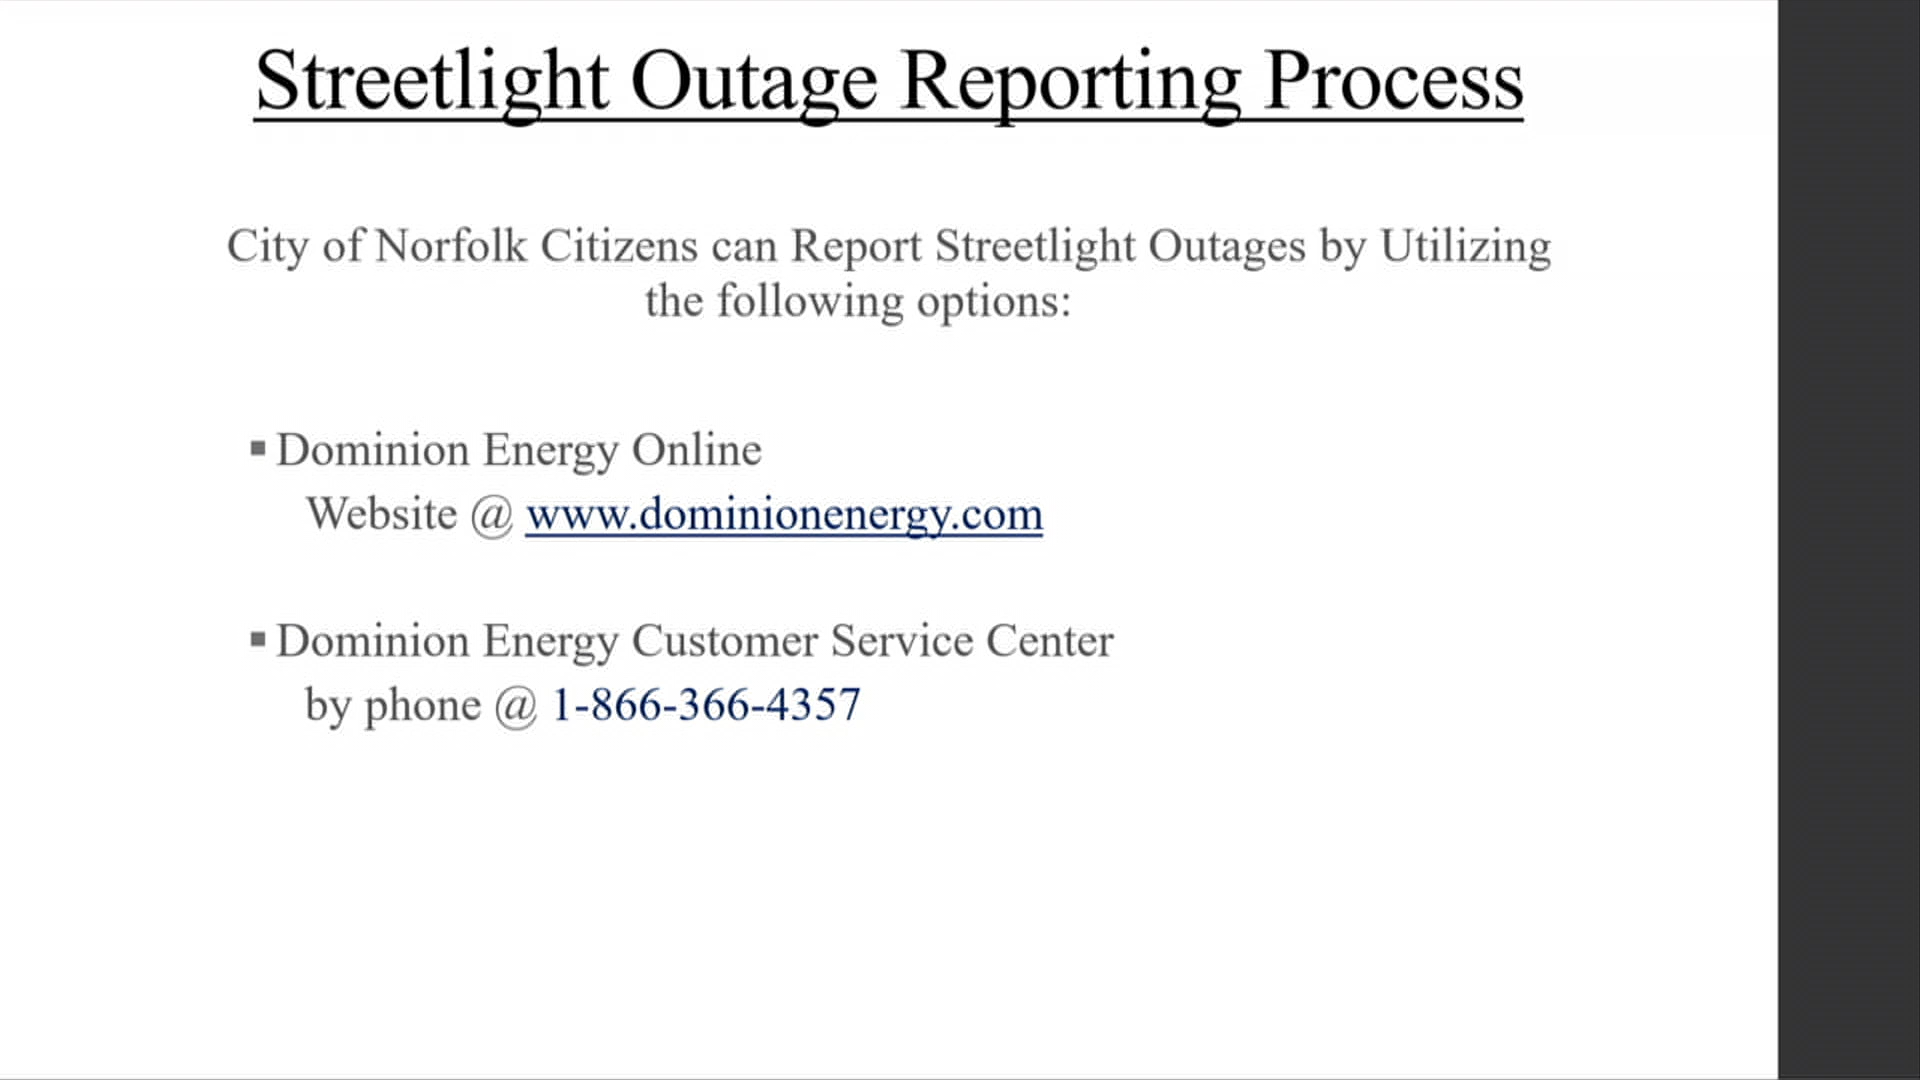 Streetlight Outage Reporting Process
City of Norfolk Citizens can Report Streetlight Outages by Utilizing
the following options:
▪ Dominion Energy Online
Website @ www.dominionenergy.com
▪ Dominion Energy Customer Service Center
by phone @ 1-866-366-4357